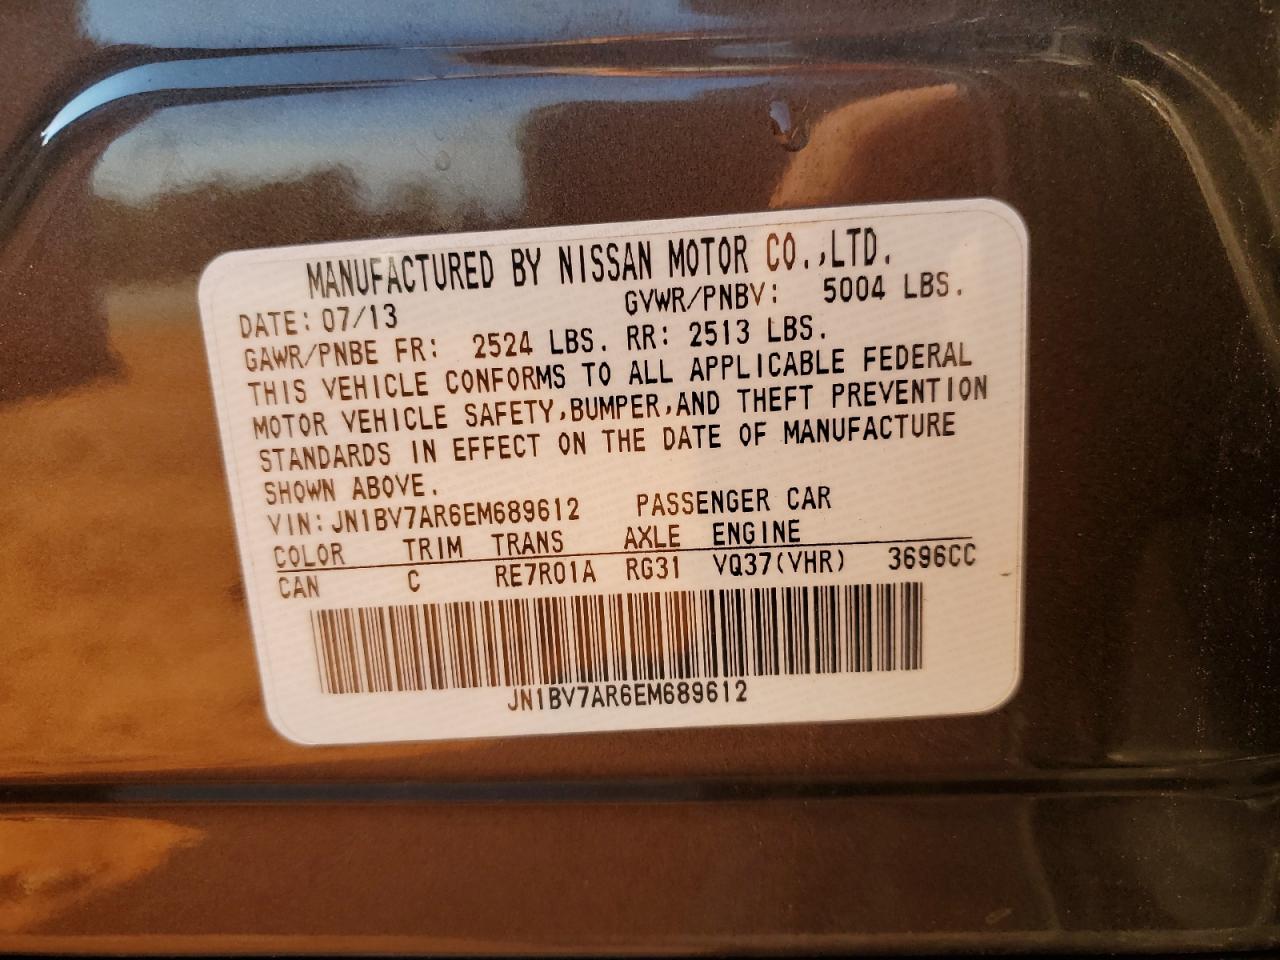 MANUFACTURED BY NISSAN MOTOR CO.,LTD.
DATE: 07/13 GVWR/PNBV: 5004 LBS.
GAWR/PNBE FR: 2524 LBS. RR: 2513 LBS.
THIS VEHICLE CONFORMS TO ALL APPLICABLE FEDERAL
MOTOR VEHICLE SAFETY,BUMPER,AND THEFT PREVENTION
STANDARDS IN EFFECT ON THE DATE OF MANUFACTURE
SHOWN ABOVE.
VIN: JN1BV7AR6EM689612 PASSENGER CAR
COLOR TRIM TRANS AXLE ENGINE
CAN C RE7R01A RG31 VQ37(VHR) 3696CC
JN1BV7AR6EM689612